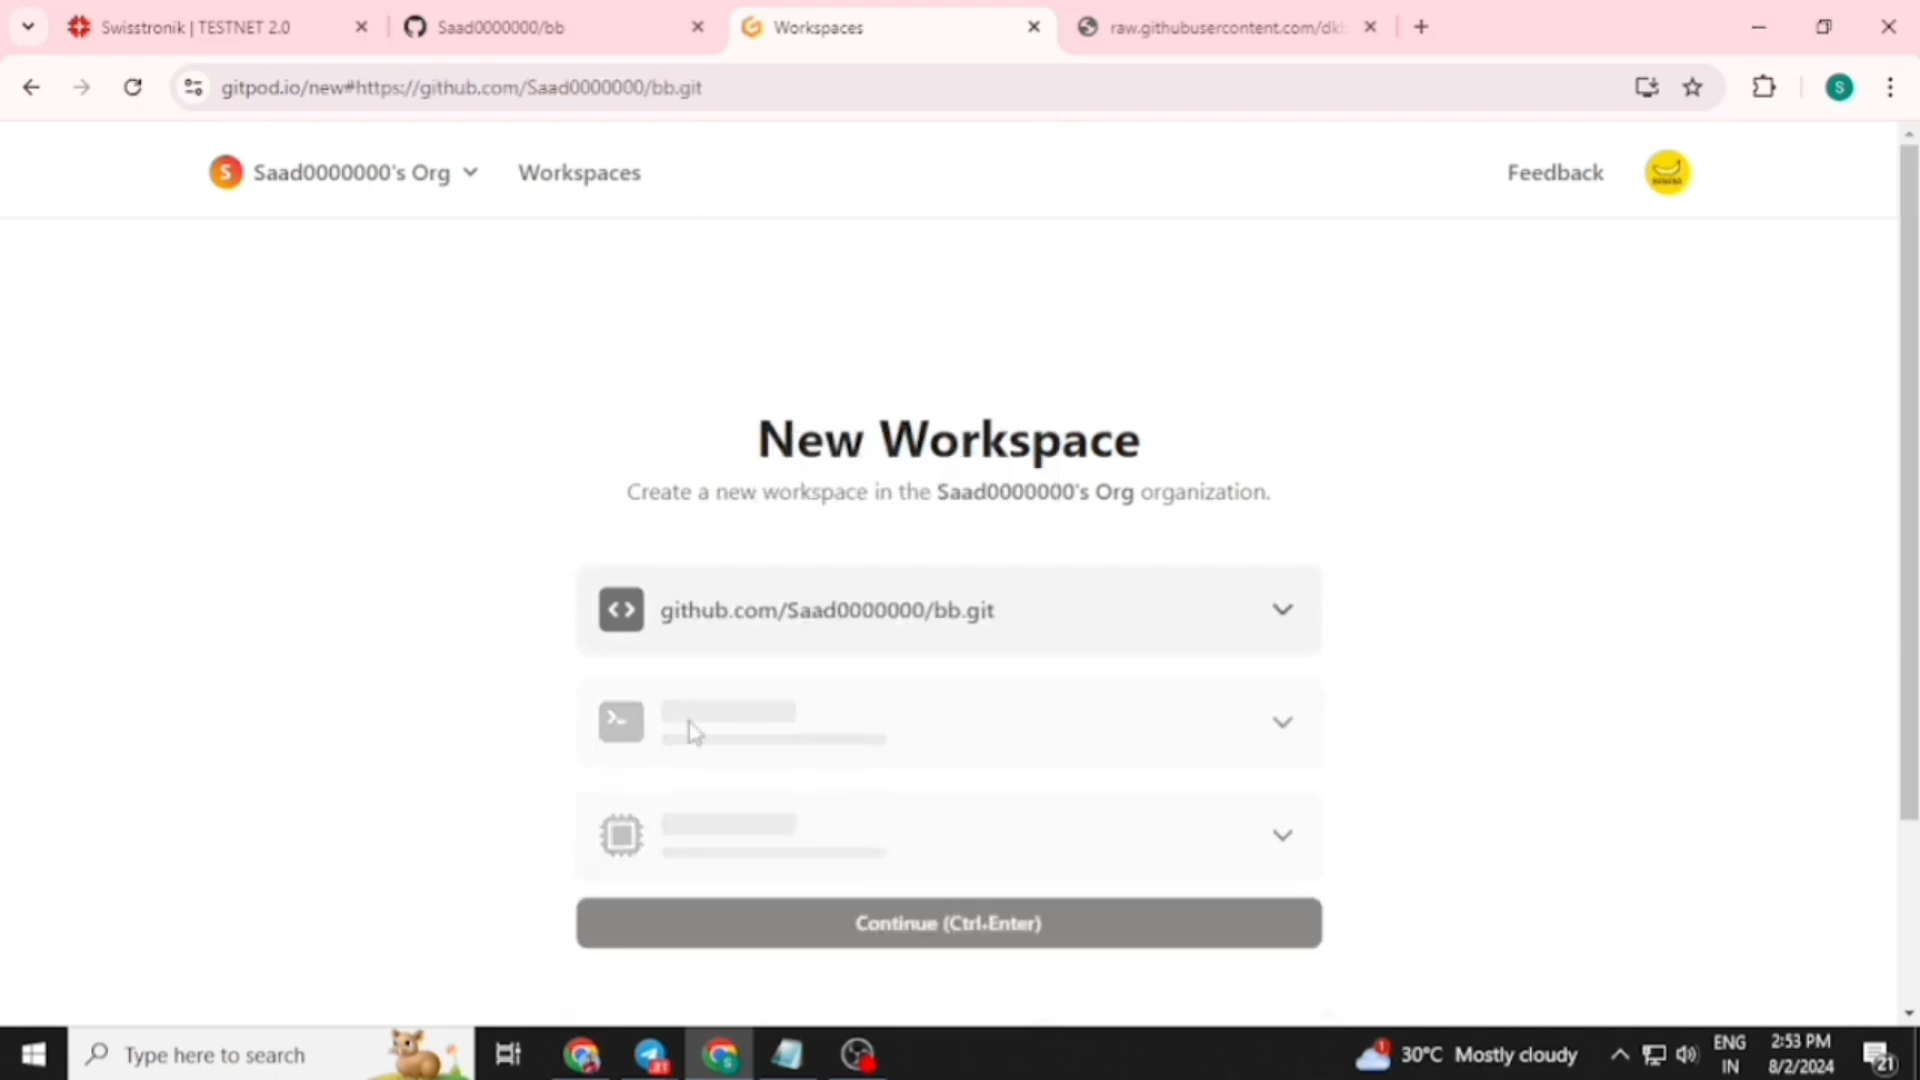 Swisstronik | TESTNET 2.0
Saad0000000/bb
Workspaces
raw.githubusercontent.com/dk
gitpod.io/new#https://github.com/Saad0000000/bb.git
S
S
Saad0000000's Org
Workspaces
Feedback
New Workspace
Create a new workspace in the Saad0000000's Org organization.
github.com/Saad0000000/bb.git
Continue (Ctrl+Enter)
Type here to search
31
1
30°C Mostly cloudy
ENG
IN
2:53 PM
8/2/2024
21